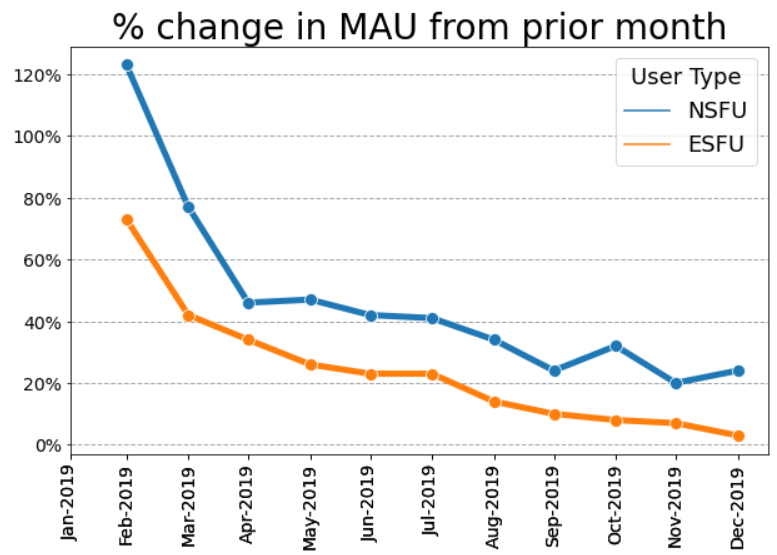 % change in MAU from prior month
User Type
NSFU
ESFU
120%
100%
80%
60%
40%
20%
0%
Jan-2019
Feb-2019
Mar-2019
Apr-2019
May-2019
Jun-2019
Jul-2019
Aug-2019
Sep-2019
Oct-2019
Nov-2019
Dec-2019